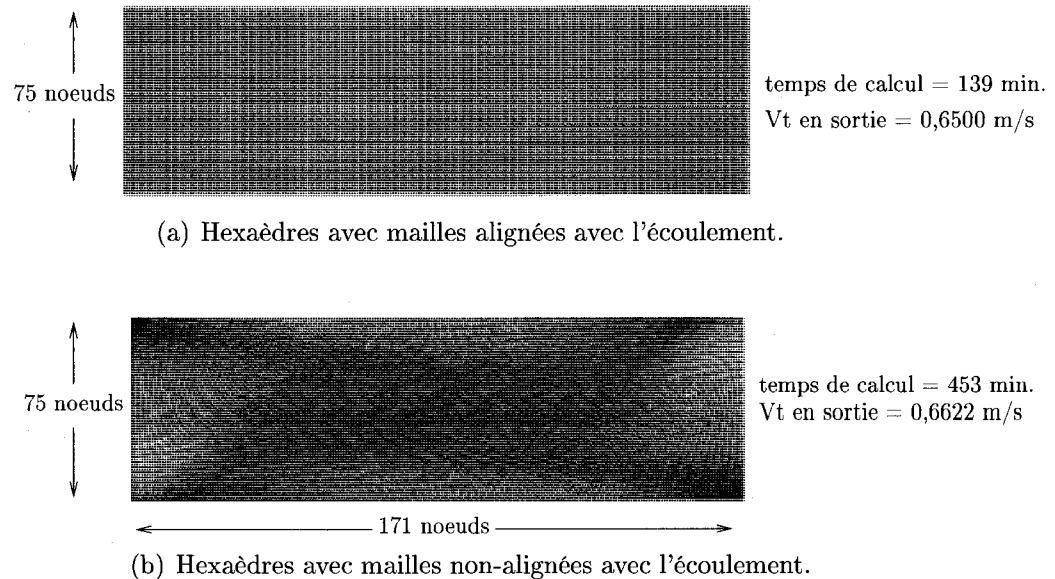 75 noeuds
temps de calcul = 139 min.
Vt en sortie = 0,6500 m/s
(a) Hexaèdres avec mailles alignées avec l'écoulement.
75 noeuds
temps de calcul = 453 min.
Vt en sortie = 0,6622 m/s
171 noeuds
(b) Hexaèdres avec mailles non-alignées avec l'écoulement.